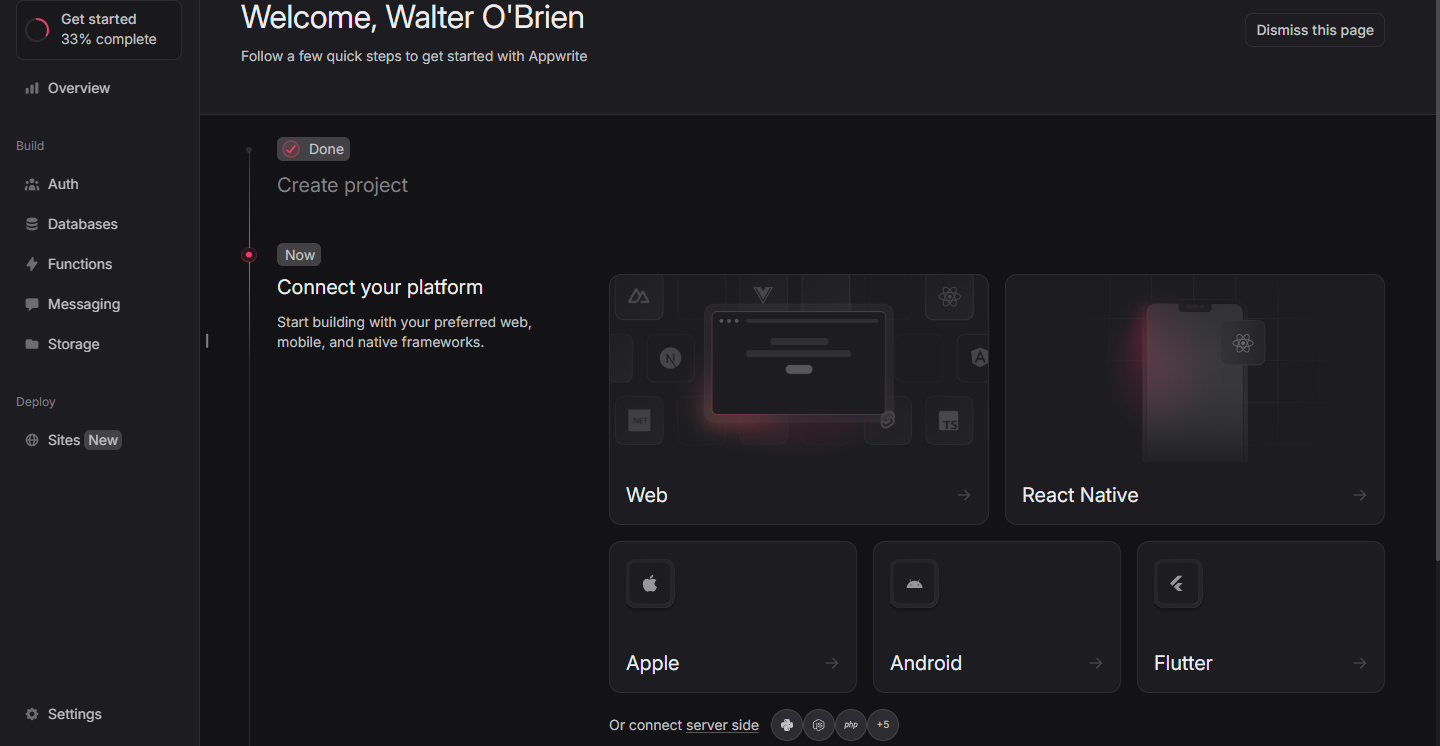 Get started
33% complete
Overview
Build
Auth
Databases
Functions
Messaging
Storage
Deploy
Sites New
Settings
Welcome, Walter O'Brien
Follow a few quick steps to get started with Appwrite
Dismiss this page
Done
Create project
Now
Connect your platform
Start building with your preferred web,
mobile, and native frameworks.
N
A
.NET
TS
Web
React Native
Apple
Android
Flutter
Or connect server side
php
+5